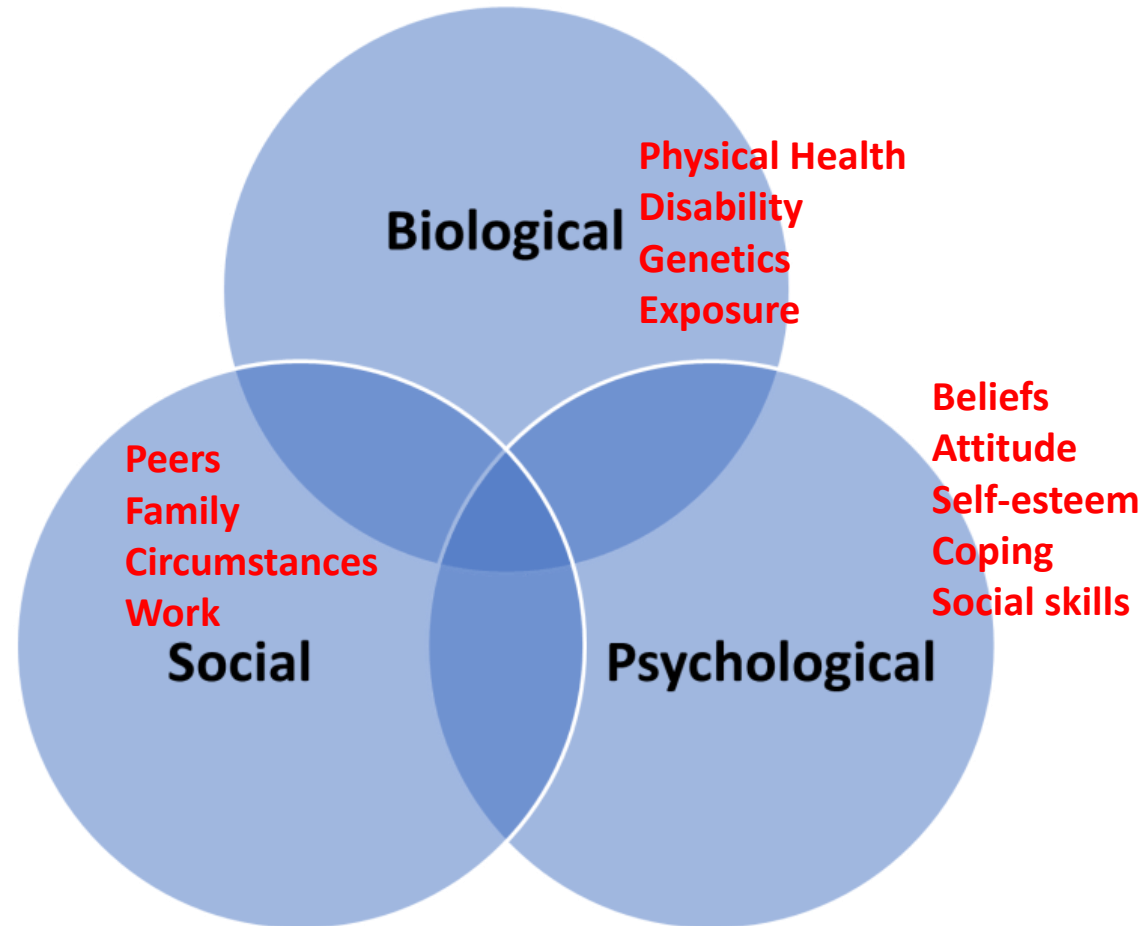 Biological
Physical Health
Disability
Genetics
Exposure
Peers
Family
Circumstances
Work
Social
Beliefs
Attitude
Self-esteem
Coping
Social skills
Psychological